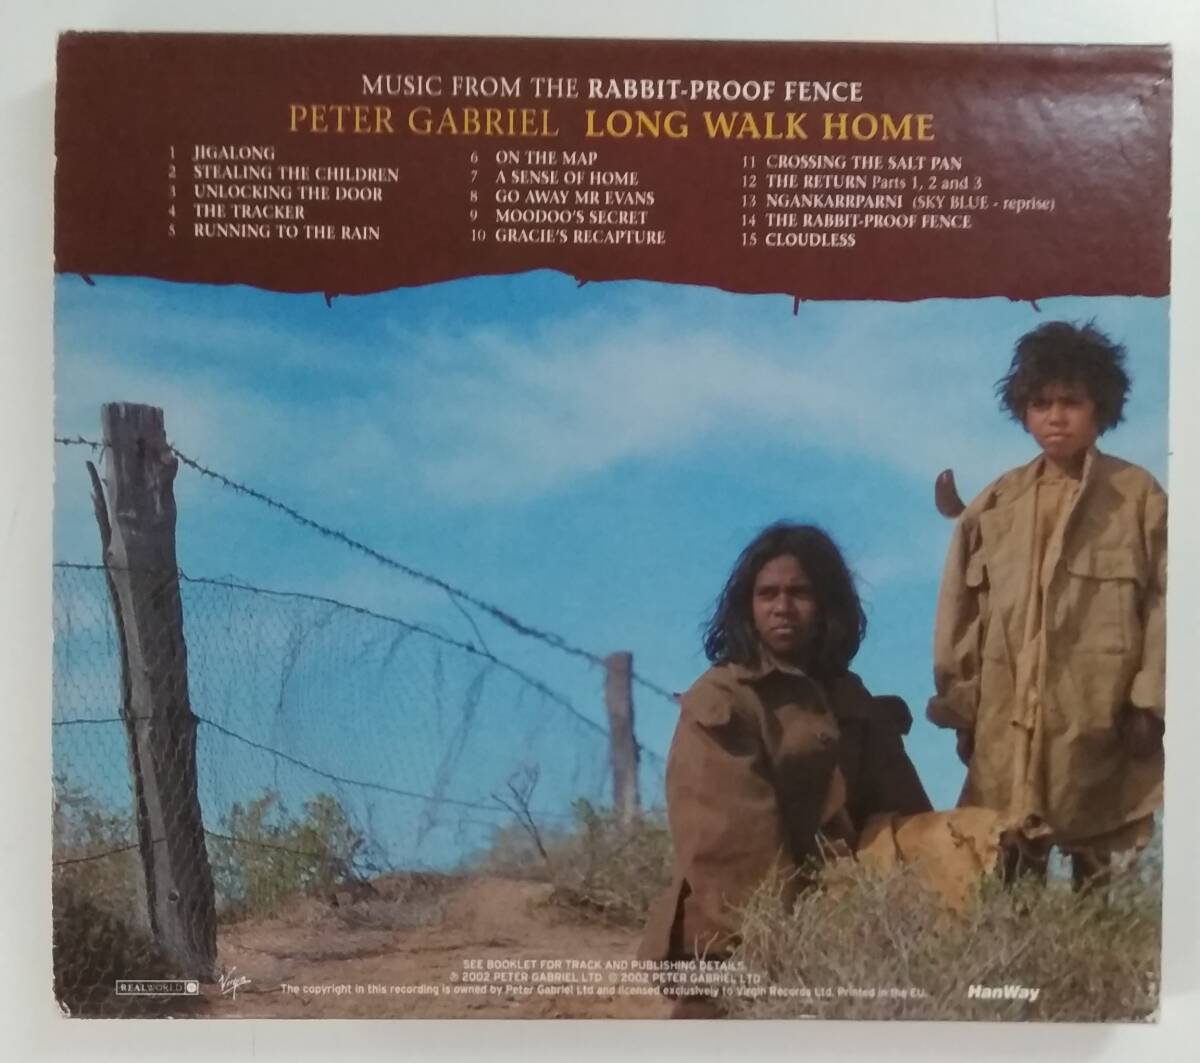 MUSIC FROM THE RABBIT-PROOF FENCE
PETER GABRIEL LONG WALK HOME
1 JIGALONG
2 STEALING THE CHILDREN
3 UNLOCKING THE DOOR
4 THE TRACKER
5 RUNNING TO THE RAIN
6 ON THE MAP
7 A SENSE OF HOME
8 GO AWAY MR EVANS
9 MOODOO'S SECRET
10 GRACIE'S RECAPTURE
11 CROSSING THE SALT PAN
12 THE RETURN Parts 1, 2 and 3
13 NGANKARRPARNI (SKY BLUE - reprise)
14 THE RABBIT-PROOF FENCE
15 CLOUDLESS
SEE BOOKLET FOR TRACK AND PUBLISHING DETAILS.
℗ 2002 PETER GABRIEL LTD © 2002 PETER GABRIEL LTD
The copyright in this recording is owned by Peter Gabriel Ltd and licensed exclusively to Virgin Records Ltd. Printed in the EU.
REALWORLD
Virgin
HanWay